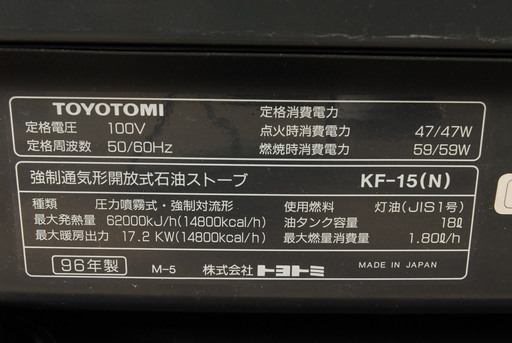 TOYOTOMI 定格消費電力
定格電圧 100V 点火時消費電力 47/47W
定格周波数 50/60Hz 燃焼時消費電力 59/59W
強制通気形開放式石油ストーブ KF-15(N)
種類 圧力噴霧式・強制対流形 使用燃料 灯油(JIS1号)
最大発熱量 62000kJ/h(14800kcal/h) 油タンク容量 18ℓ
最大暖房出力 17.2 KW(14800kcal/h) 最大燃量消費量 1.80ℓ/h
96年製 M-5 株式会社トヨトミ MADE IN JAPAN